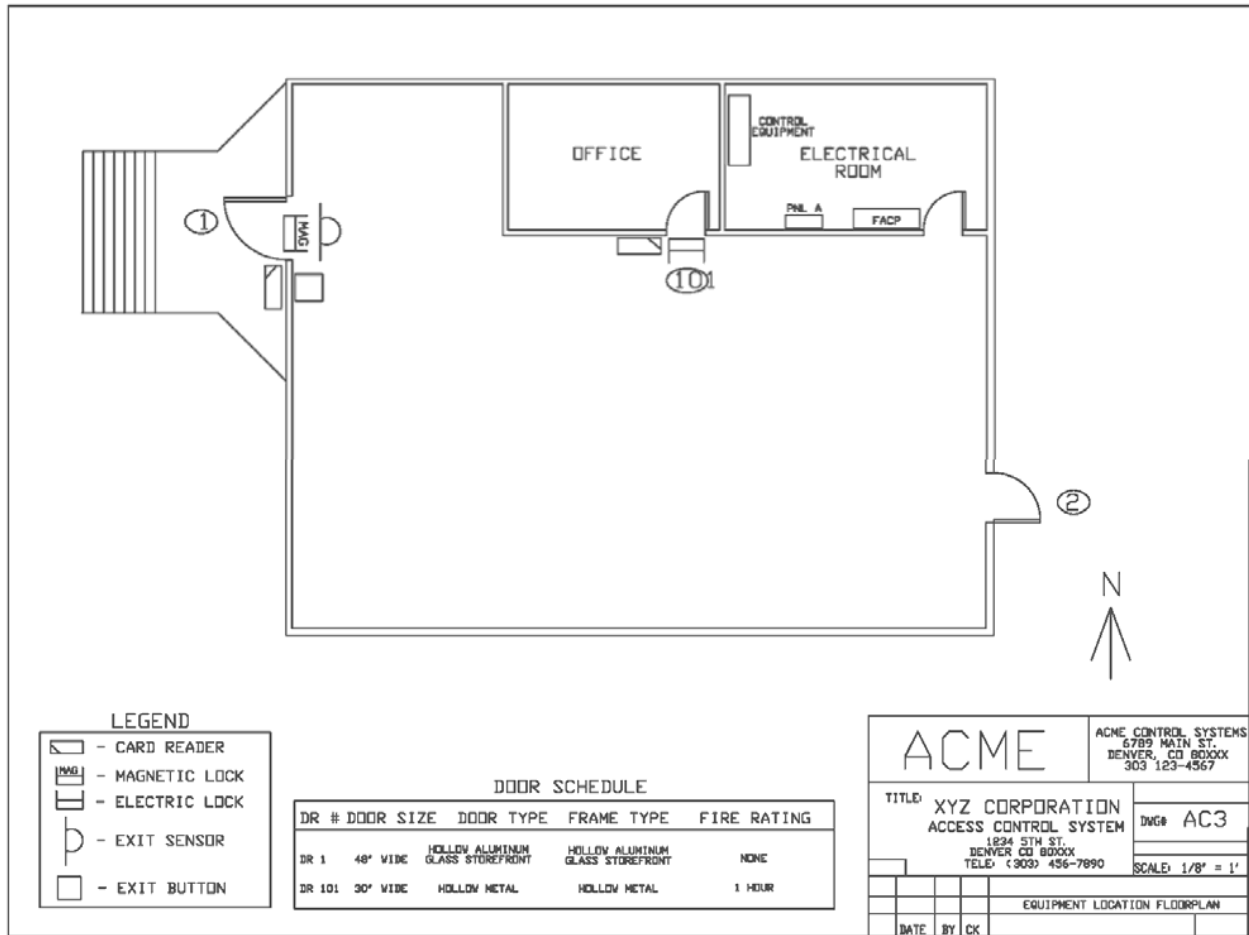 CONTROL
EQUIPMENT
OFFICE
ELECTRICAL
ROOM
1
MAG
PNL A
FACP
101
2
N
LEGEND
- CARD READER
MAG - MAGNETIC LOCK
- ELECTRIC LOCK
- EXIT SENSOR
- EXIT BUTTON
DOOR SCHEDULE
DR # DOOR SIZE DOOR TYPE FRAME TYPE FIRE RATING
DR 1 48" WIDE HOLLOW ALUMINUM GLASS STOREFRONT HOLLOW ALUMINUM GLASS STOREFRONT NONE
DR 101 30" WIDE HOLLOW METAL HOLLOW METAL 1 HOUR
ACME
ACME CONTROL SYSTEMS
6789 MAIN ST.
DENVER, CO 80XXX
303 123-4567
TITLE: XYZ CORPORATION
ACCESS CONTROL SYSTEM
1234 5TH ST.
DENVER CO 80XXX
TELE: (303) 456-7890
DWG# AC3
SCALE: 1/8" = 1'
EQUIPMENT LOCATION FLOORPLAN
DATE BY CK